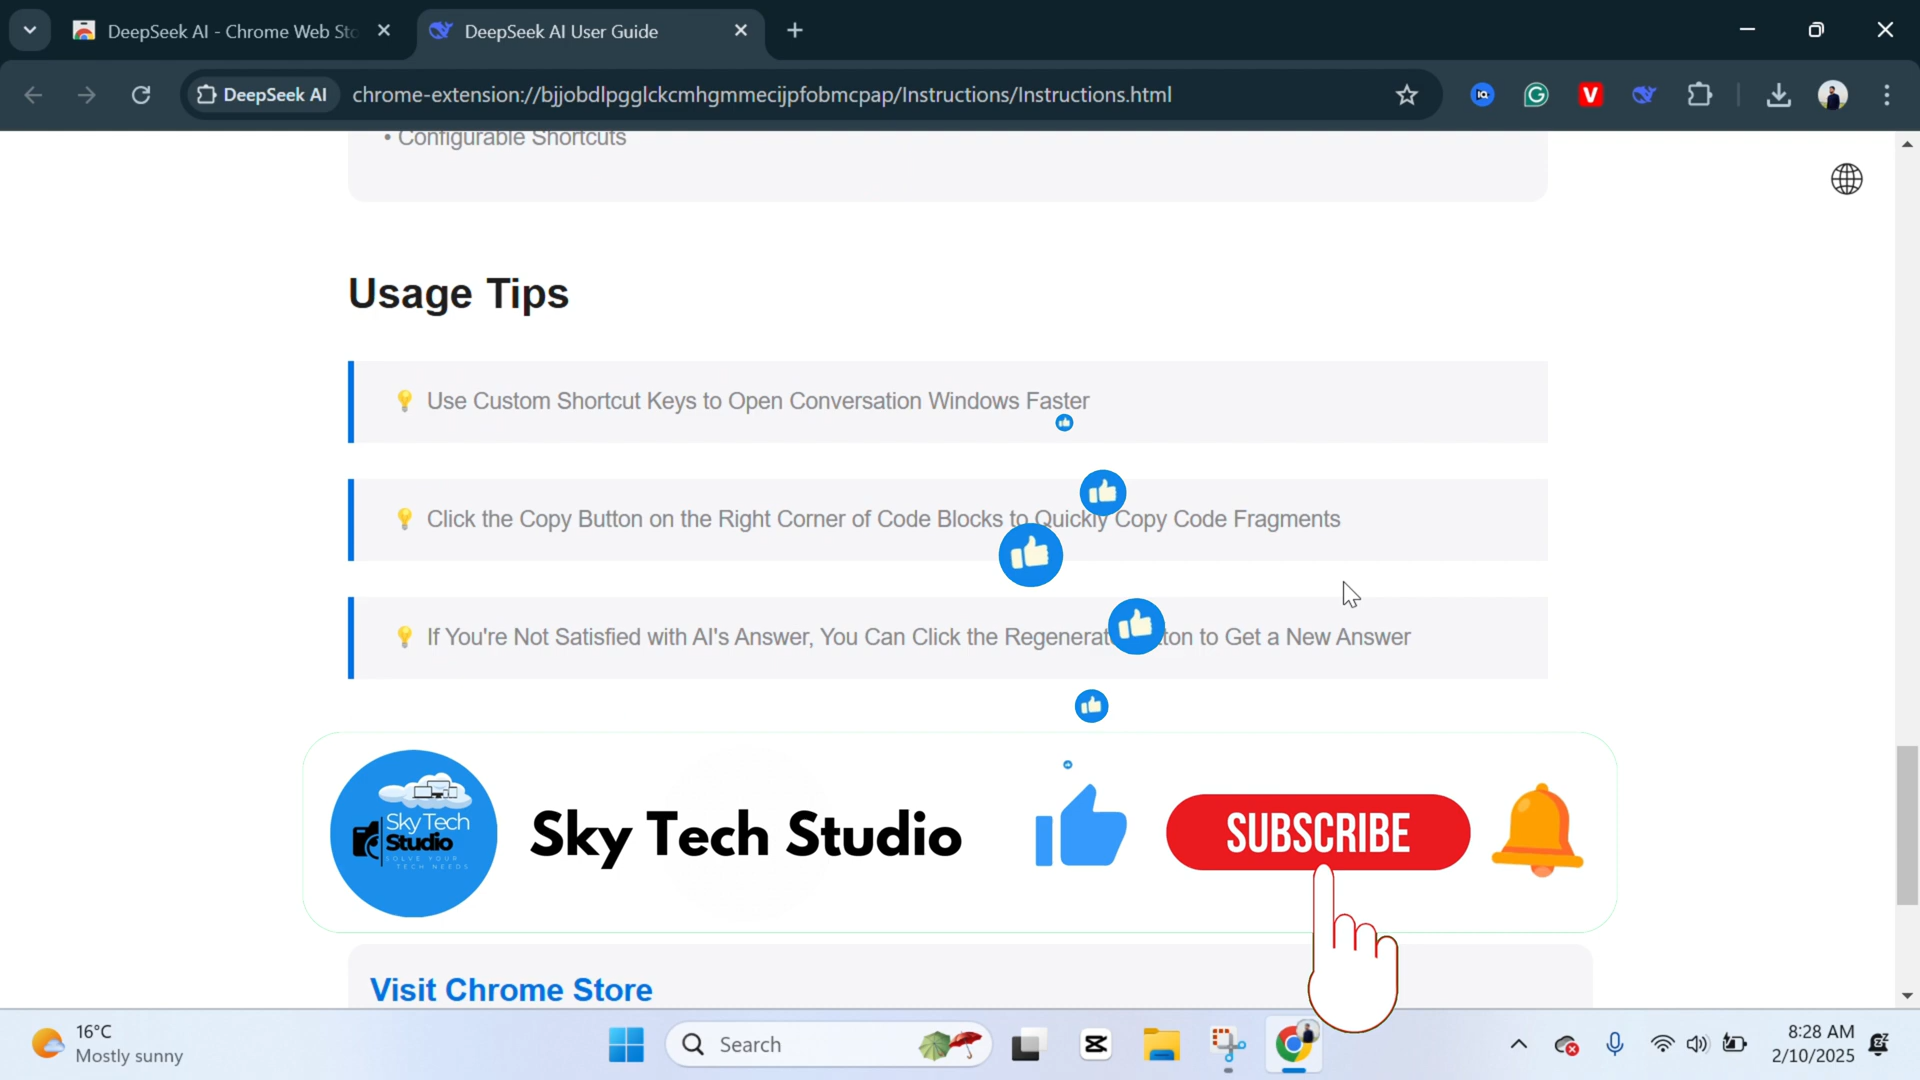 DeepSeek AI - Chrome Web Sto
DeepSeek AI User Guide
DeepSeek AI
chrome-extension://bjjobdlpgglckcmhgmmecijpfobmcpap/Instructions/Instructions.html
• Configurable Shortcuts
Usage Tips
Use Custom Shortcut Keys to Open Conversation Windows Faster
Click the Copy Button on the Right Corner of Code Blocks to Quickly Copy Code Fragments
If You're Not Satisfied with AI's Answer, You Can Click the Regenerat ton to Get a New Answer
Sky Tech
Studio
SOLVE YOUR
TECH NEEDS
Sky Tech Studio
SUBSCRIBE
Visit Chrome Store
16°C
Mostly sunny
Search
8:28 AM
2/10/2025